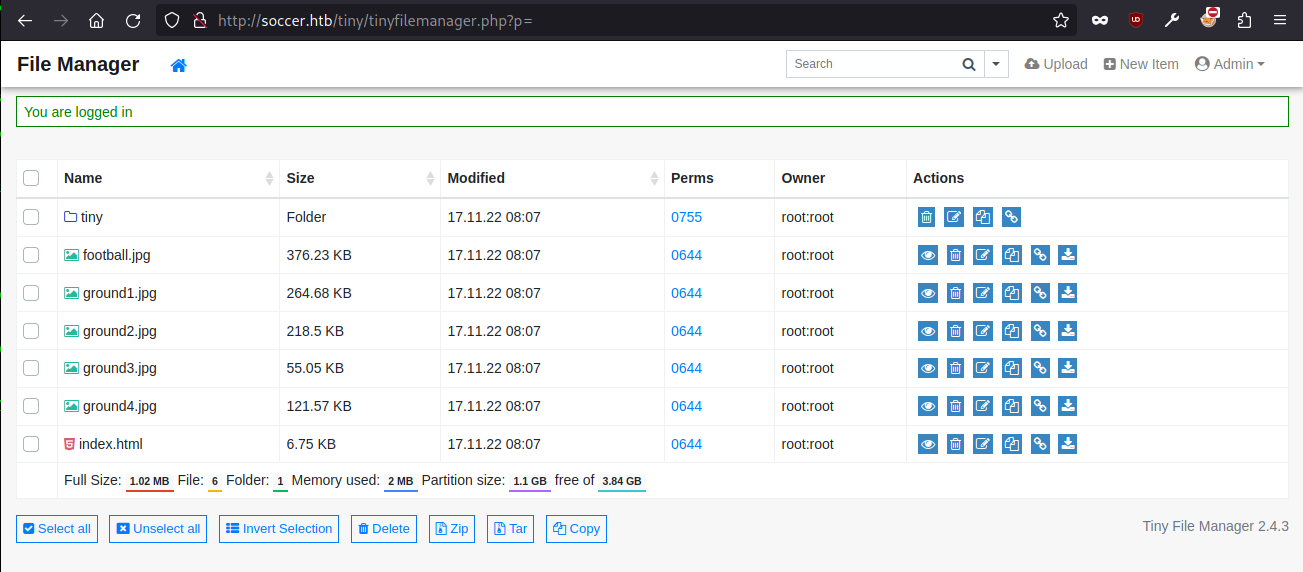 http://soccer.htb/tiny/tinyfilemanager.php?p=
File Manager Search Upload New Item Admin
You are logged in
Name Size Modified Perms Owner Actions
tiny Folder 17.11.22 08:07 0755 root:root
football.jpg 376.23 KB 17.11.22 08:07 0644 root:root
ground1.jpg 264.68 KB 17.11.22 08:07 0644 root:root
ground2.jpg 218.5 KB 17.11.22 08:07 0644 root:root
ground3.jpg 55.05 KB 17.11.22 08:07 0644 root:root
ground4.jpg 121.57 KB 17.11.22 08:07 0644 root:root
index.html 6.75 KB 17.11.22 08:07 0644 root:root
Full Size: 1.02 MB File: 6 Folder: 1 Memory used: 2 MB Partition size: 1.1 GB free of 3.84 GB
Select all Unselect all Invert Selection Delete Zip Tar Copy Tiny File Manager 2.4.3